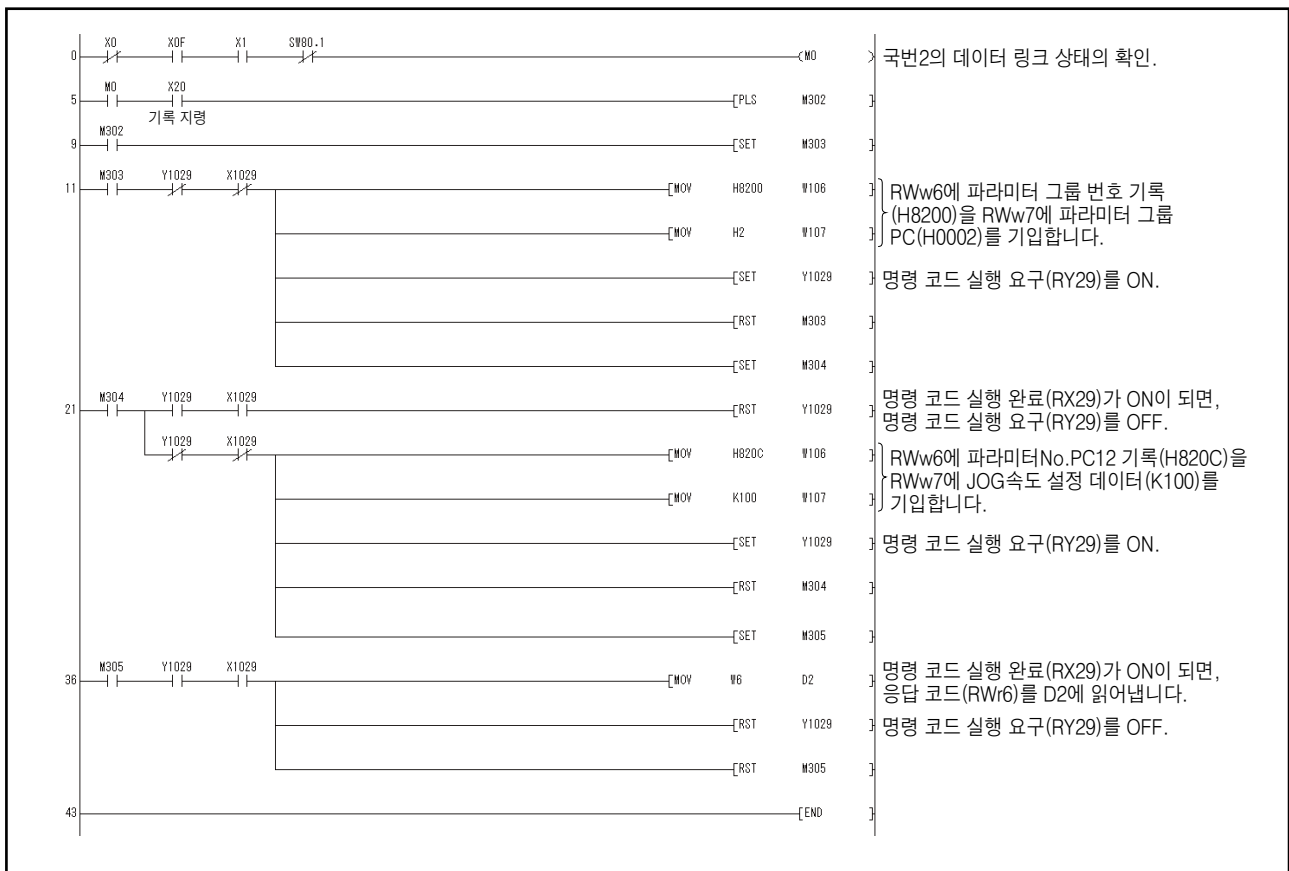 X0 X0F X1 SW80.1
0 (M0 ) 국번2의 데이터 링크 상태의 확인.
M0 X20
5 [PLS M302 ]
기록 지령
M302
9 [SET M303 ]
M303 Y1029 X1029
11 [MOV H8200 W106 ] RWw6에 파라미터 그룹 번호 기록
(H8200)을 RWw7에 파라미터 그룹
[MOV H2 W107 ] PC(H0002)를 기입합니다.
[SET Y1029 ] 명령 코드 실행 요구(RY29)를 ON.
[RST M303 ]
[SET M304 ]
M304 Y1029 X1029
21 [RST Y1029 ] 명령 코드 실행 완료(RX29)가 ON이 되면,
명령 코드 실행 요구(RY29)를 OFF.
Y1029 X1029
[MOV H820C W106 ] RWw6에 파라미터No.PC12 기록(H820C)을
RWw7에 JOG속도 설정 데이터(K100)를
[MOV K100 W107 ] 기입합니다.
[SET Y1029 ] 명령 코드 실행 요구(RY29)를 ON.
[RST M304 ]
[SET M305 ]
M305 Y1029 X1029
36 [MOV W6 D2 ] 명령 코드 실행 완료(RX29)가 ON이 되면,
응답 코드(RWr6)를 D2에 읽어냅니다.
[RST Y1029 ] 명령 코드 실행 요구(RY29)를 OFF.
[RST M305 ]
43 [END ]